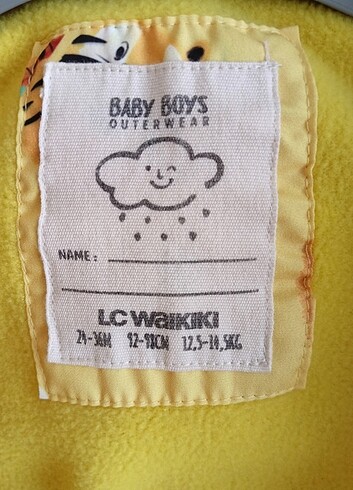 BABY BOYS
OUTERWEAR
NAME:
LC WAIKIKI
24-36M 92-98CM 12,5-14,5KG